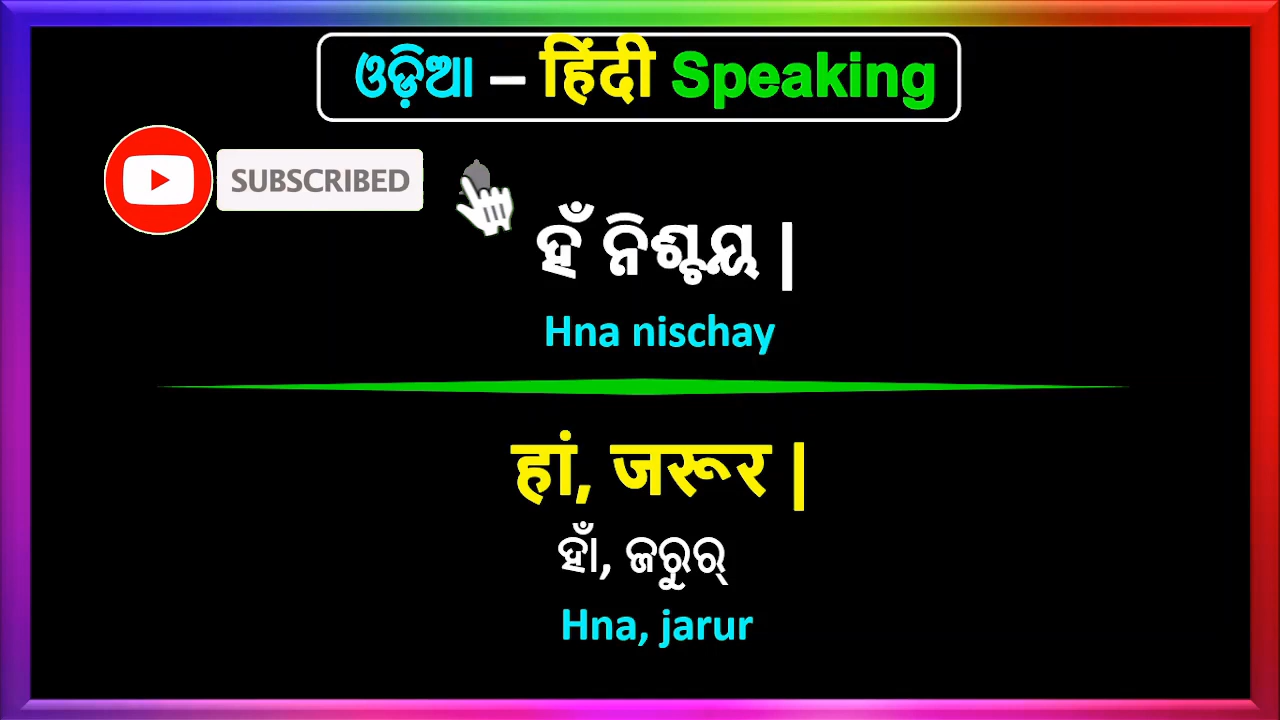 ଓଡ଼ିଆ – हिंदी Speaking
SUBSCRIBED
ହଁ ନିଶ୍ଚୟ |
Hna nischay
हां, जरूर |
ହାଁ, ଜରୁର୍
Hna, jarur